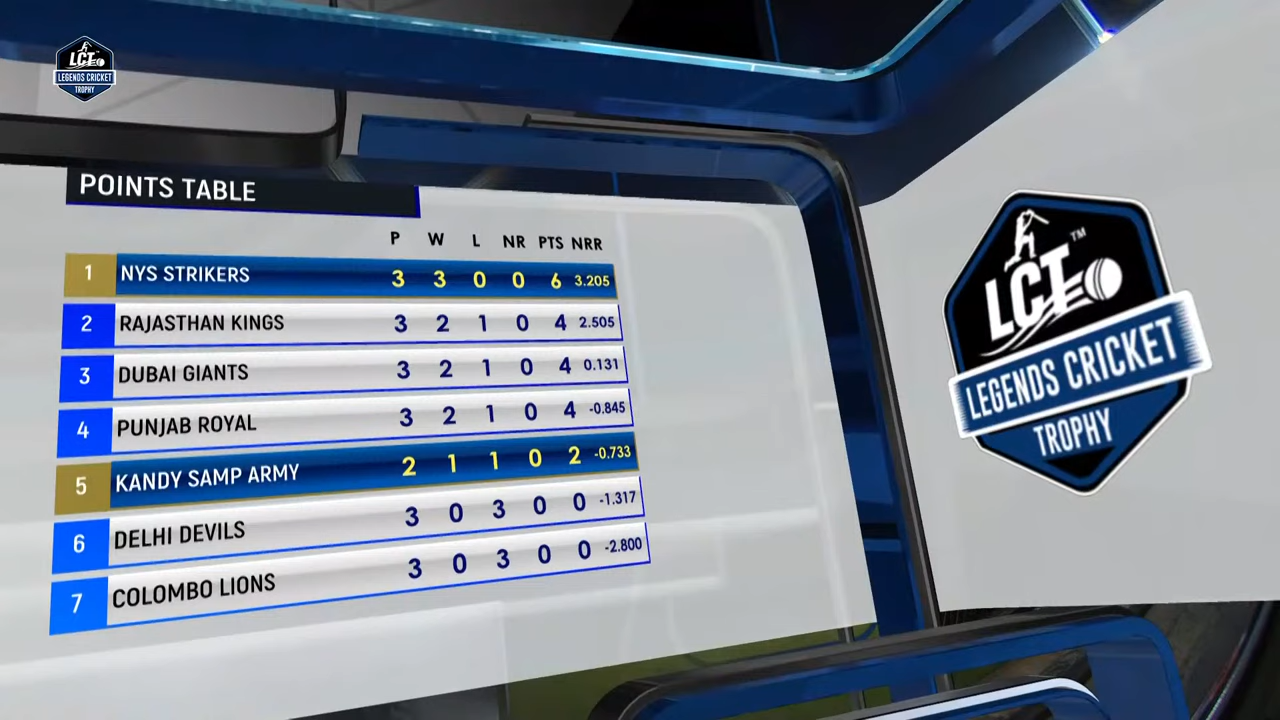 LCT
LEGENDS CRICKET
TROPHY
POINTS TABLE
P W L NR PTS NRR
1 NYS STRIKERS 3 3 0 0 6 3.205
2 RAJASTHAN KINGS 3 2 1 0 4 2.505
3 DUBAI GIANTS 3 2 1 0 4 0.131
4 PUNJAB ROYAL 3 2 1 0 4 -0.845
5 KANDY SAMP ARMY 2 1 1 0 2 -0.733
6 DELHI DEVILS 3 0 3 0 0 -1.317
7 COLOMBO LIONS 3 0 3 0 0 -2.800
LCT™
LEGENDS CRICKET
TROPHY